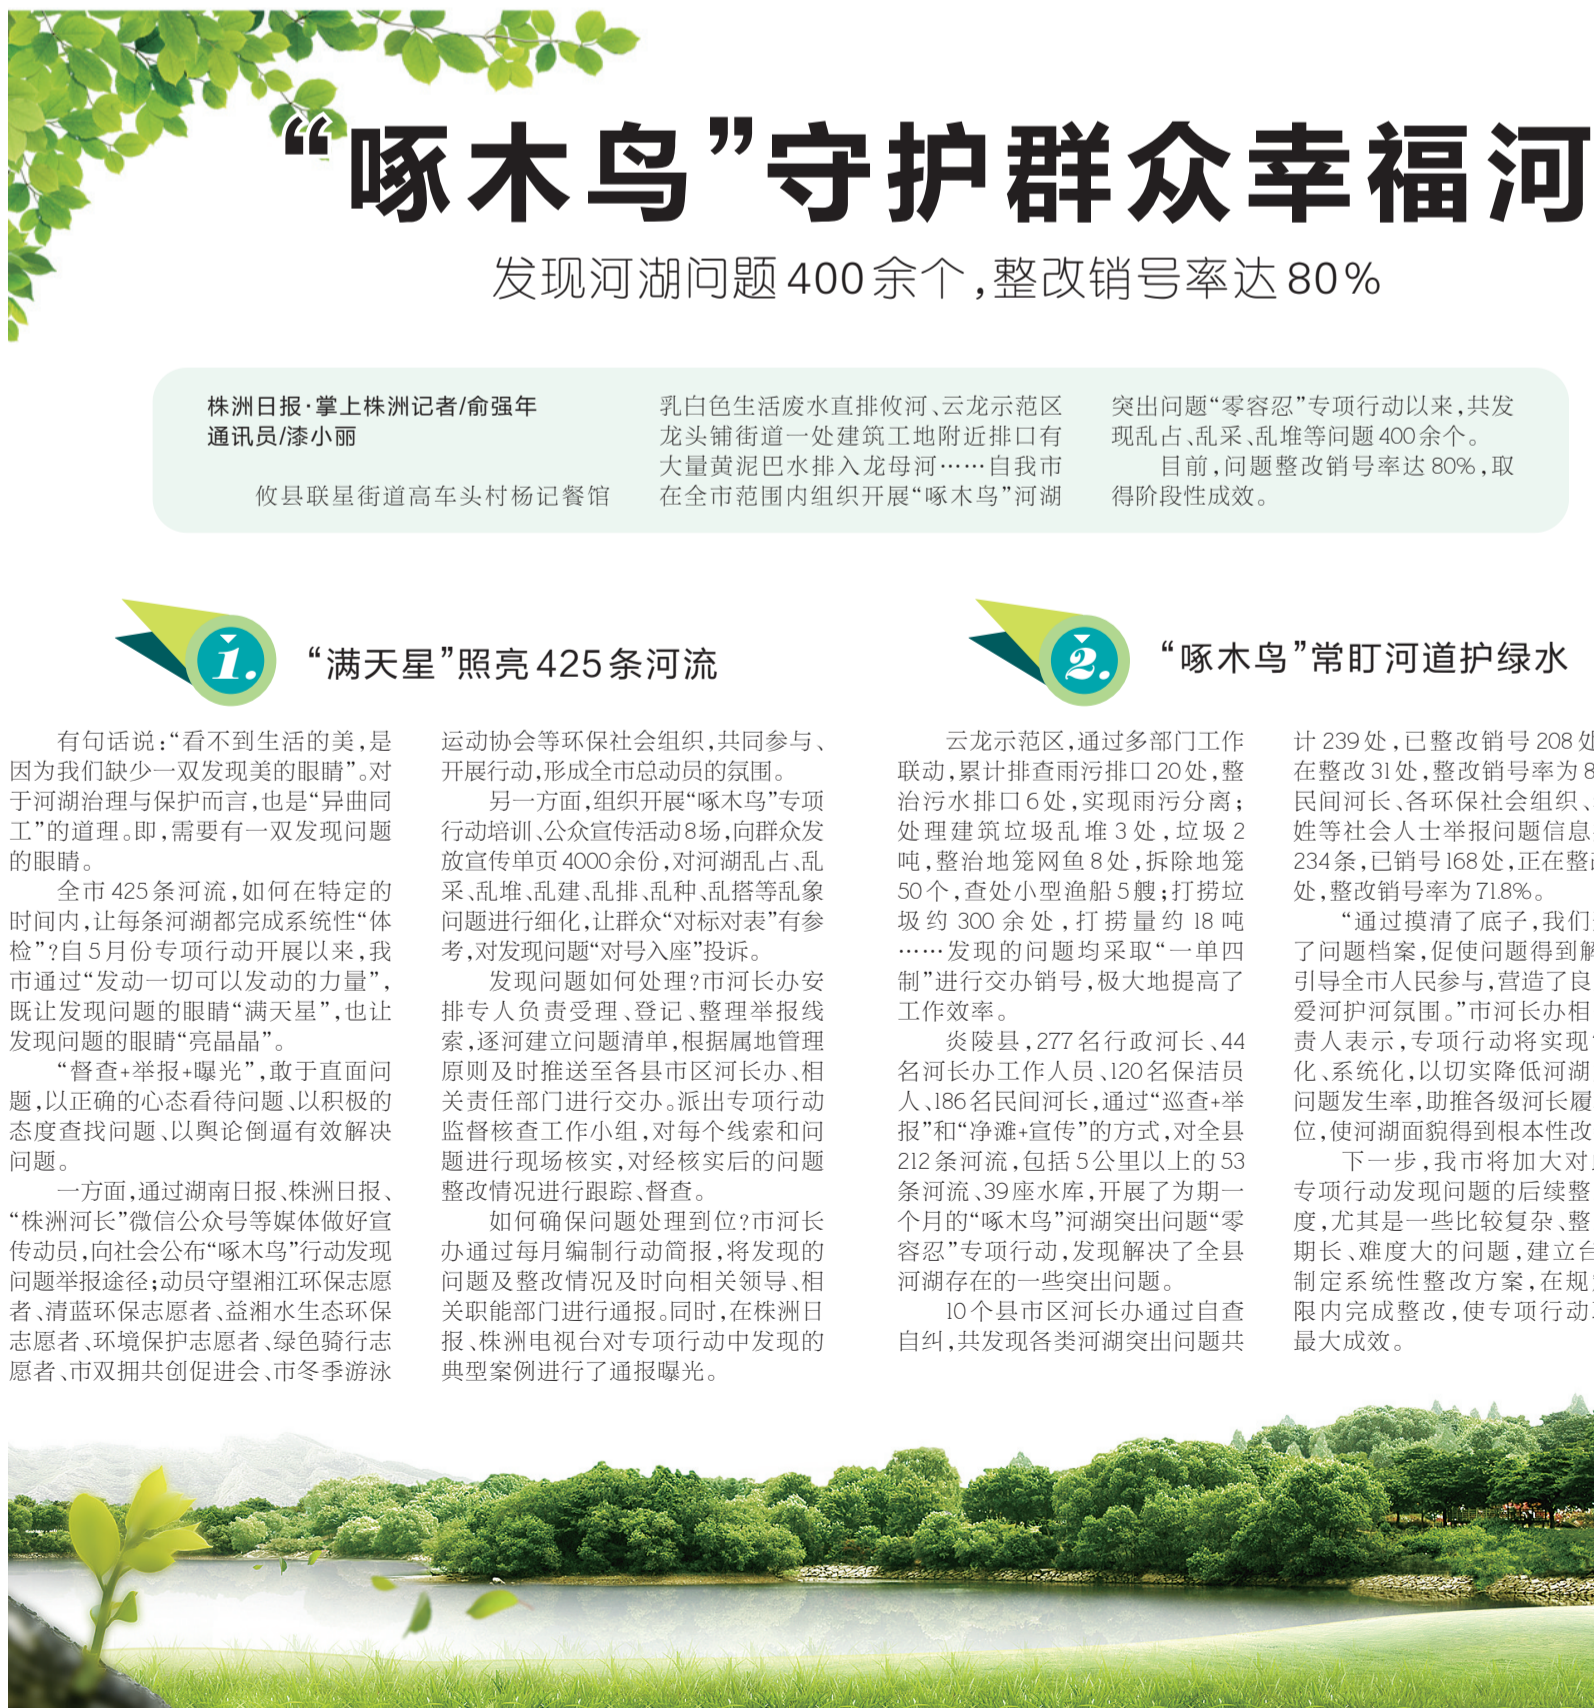 “啄木鸟”守护群众幸福河
发现河湖问题400余个,整改销号率达80%
株洲日报·掌上株洲记者/俞强年
通讯员/漆小丽
攸县联星街道高车头村杨记餐馆
乳白色生活废水直排攸河、云龙示范区
龙头铺街道一处建筑工地附近排口有
大量黄泥巴水排入龙母河……自我市
在全市范围内组织开展“啄木鸟”河湖
突出问题“零容忍”专项行动以来,共发
现乱占、乱采、乱堆等问题400余个。
目前,问题整改销号率达80%,取
得阶段性成效。
1.
“满天星”照亮425条河流
有句话说:“看不到生活的美,是
因为我们缺少一双发现美的眼睛”。对
于河湖治理与保护而言,也是“异曲同
工”的道理。即,需要有一双发现问题
的眼睛。
全市425条河流,如何在特定的
时间内,让每条河湖都完成系统性“体
检”?自5月份专项行动开展以来,我
市通过“发动一切可以发动的力量”,
既让发现问题的眼睛“满天星”,也让
发现问题的眼睛“亮晶晶”。
“督查+举报+曝光”,敢于直面问
题,以正确的心态看待问题、以积极的
态度查找问题、以舆论倒逼有效解决
问题。
一方面,通过湖南日报、株洲日报、
“株洲河长”微信公众号等媒体做好宣
传动员,向社会公布“啄木鸟”行动发现
问题举报途径;动员守望湘江环保志愿
者、清蓝环保志愿者、益湘水生态环保
志愿者、环境保护志愿者、绿色骑行志
愿者、市双拥共创促进会、市冬季游泳
运动协会等环保社会组织,共同参与、
开展行动,形成全市总动员的氛围。
另一方面,组织开展“啄木鸟”专项
行动培训、公众宣传活动8场,向群众发
放宣传单页4000余份,对河湖乱占、乱
采、乱堆、乱建、乱排、乱种、乱搭等乱象
问题进行细化,让群众“对标对表”有参
考,对发现问题“对号入座”投诉。
发现问题如何处理?市河长办安
排专人负责受理、登记、整理举报线
索,逐河建立问题清单,根据属地管理
原则及时推送至各县市区河长办、相
关责任部门进行交办。派出专项行动
监督核查工作小组,对每个线索和问
题进行现场核实,对经核实后的问题
整改情况进行跟踪、督查。
如何确保问题处理到位?市河长
办通过每月编制行动简报,将发现的
问题及整改情况及时向相关领导、相
关职能部门进行通报。同时,在株洲日
报、株洲电视台对专项行动中发现的
典型案例进行了通报曝光。
2.
“啄木鸟”常盯河道护绿水
云龙示范区,通过多部门工作
联动,累计排查雨污排口20处,整
治污水排口6处,实现雨污分离;
处理建筑垃圾乱堆3处,垃圾2
吨,整治地笼网鱼8处,拆除地笼
50个,查处小型渔船5艘;打捞垃
圾约300余处,打捞量约18吨
……发现的问题均采取“一单四
制”进行交办销号,极大地提高了
工作效率。
炎陵县,277名行政河长、44
名河长办工作人员、120名保洁员
人、186名民间河长,通过“巡查+举
报”和“净滩+宣传”的方式,对全县
212条河流,包括5公里以上的53
条河流、39座水库,开展了为期一
个月的“啄木鸟”河湖突出问题“零
容忍”专项行动,发现解决了全县
河湖存在的一些突出问题。
10个县市区河长办通过自查
自纠,共发现各类河湖突出问题共
计239处,已整改销号208处
在整改31处,整改销号率为8
民间河长、各环保社会组织、
姓等社会人士举报问题信息
234条,已销号168处,正在整
处,整改销号率为71.8%。
“通过摸清了底子,我们
了问题档案,促使问题得到解
引导全市人民参与,营造了良
爱河护河氛围。”市河长办相
责人表示,专项行动将实现
化、系统化,以切实降低河湖
问题发生率,助推各级河长履
位,使河湖面貌得到根本性改
下一步,我市将加大对
专项行动发现问题的后续整
度,尤其是一些比较复杂、整
期长、难度大的问题,建立台
制定系统性整改方案,在规
限内完成整改,使专项行动
最大成效。